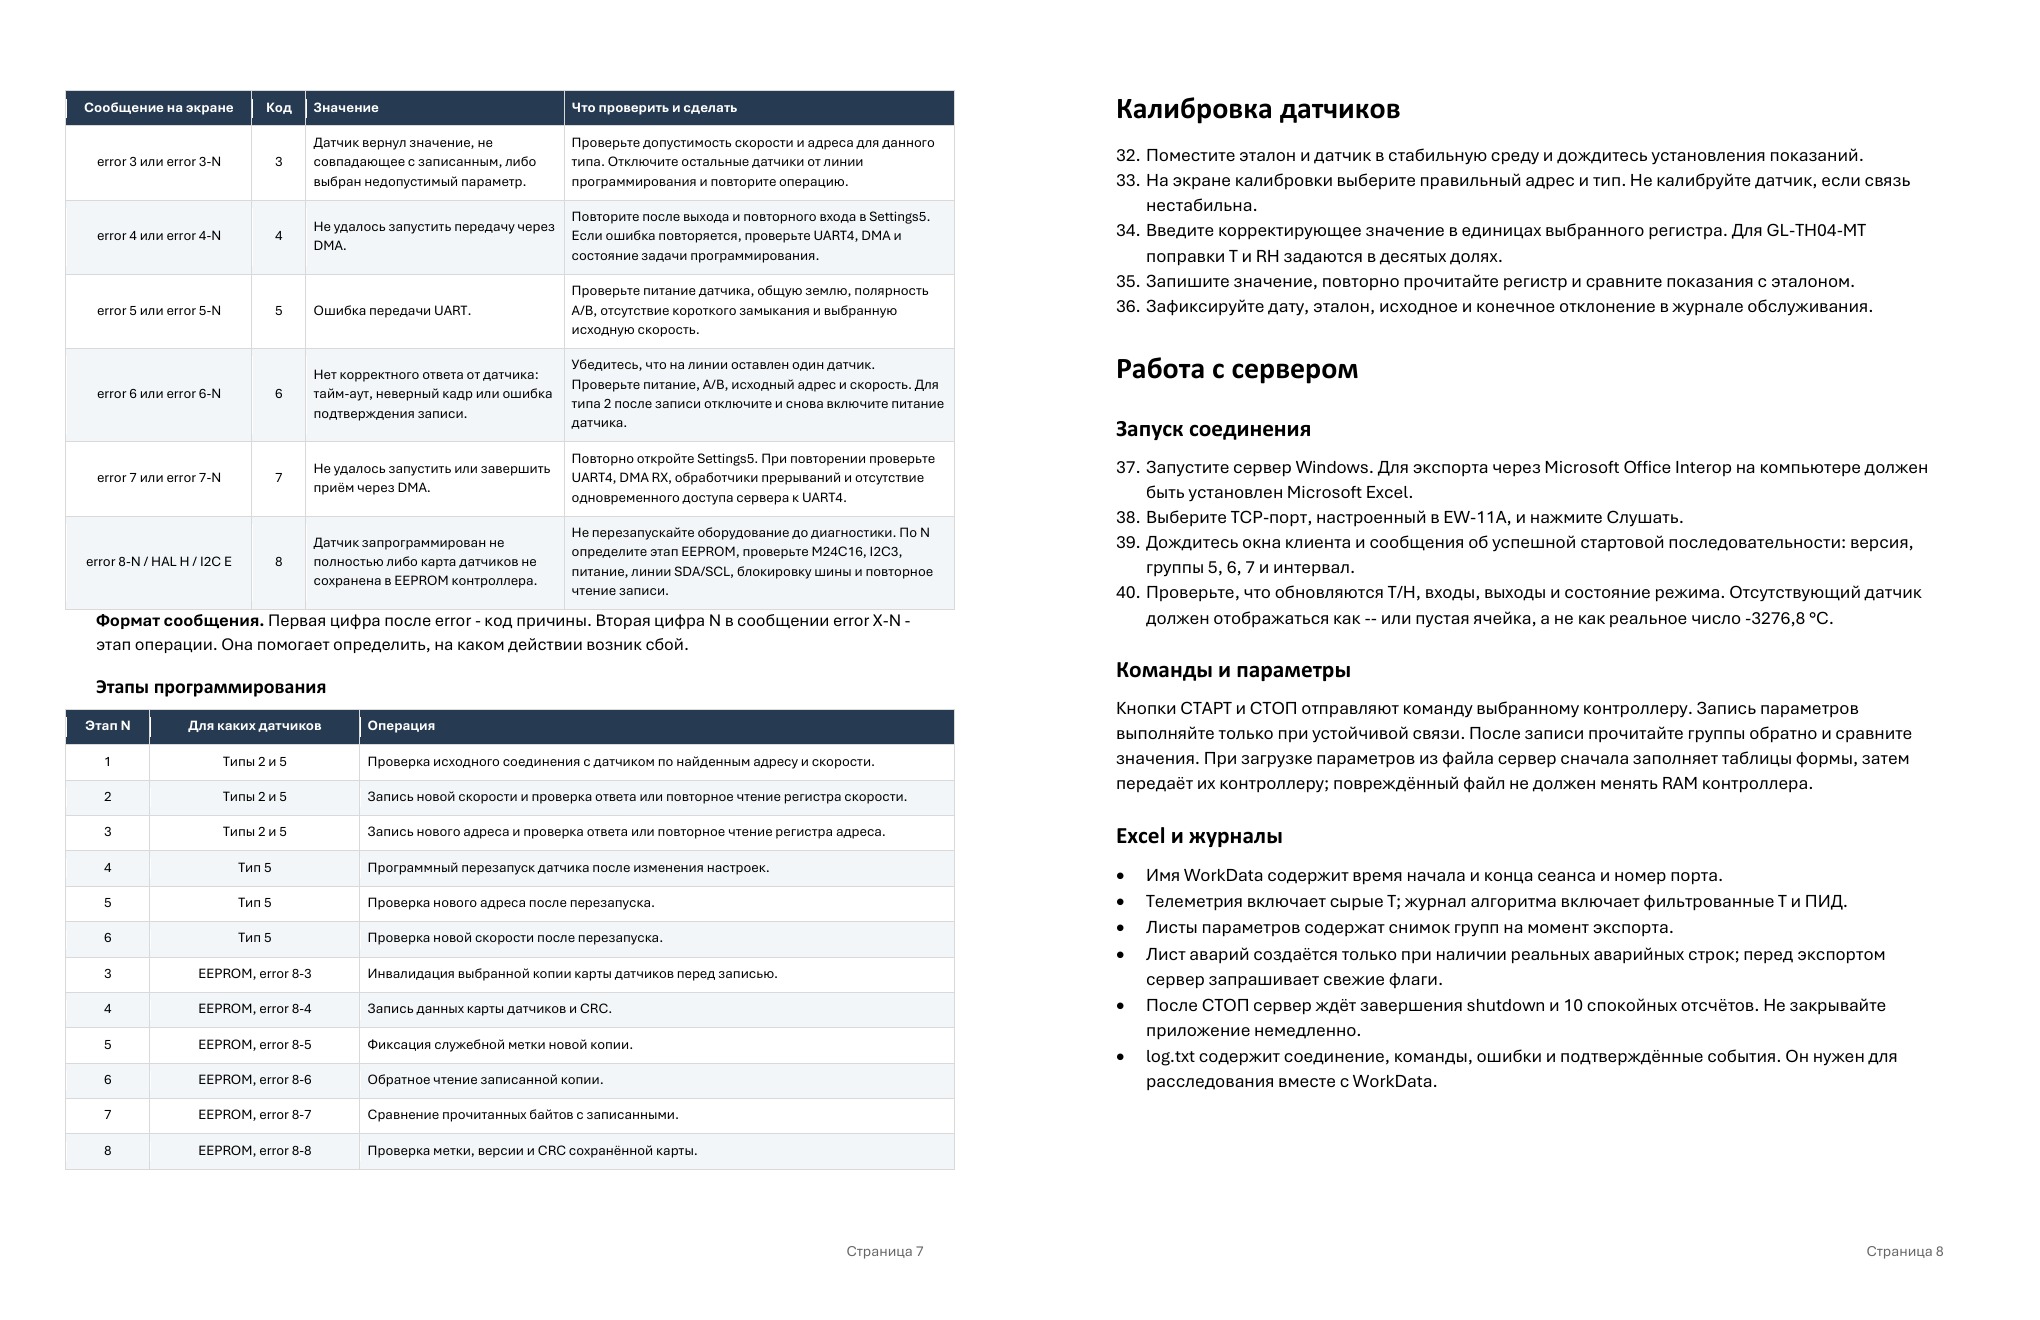 Сообщение на экране Код Значение Что проверить и сделать
error 3 или error 3-N
3
Датчик вернул значение, не
совпадающее с записанным, либо
выбран недопустимый параметр.
Проверьте допустимость скорости и адреса для данного
типа. Отключите остальные датчики от линии
программирования и повторите операцию.
error 4 или error 4-N
4
Не удалось запустить передачу через
DMA.
Повторите после выхода и повторного входа в Settings5.
Если ошибка повторяется, проверьте UART4, DMA и
состояние задачи программирования.
error 5 или error 5-N
5
Ошибка передачи UART.
Проверьте питание датчика, общую землю, полярность
A/B, отсутствие короткого замыкания и выбранную
исходную скорость.
error 6 или error 6-N
6
Нет корректного ответа от датчика:
тайм-аут, неверный кадр или ошибка
подтверждения записи.
Убедитесь, что на линии оставлен один датчик.
Проверьте питание, A/B, исходный адрес и скорость. Для
типа 2 после записи отключите и снова включите питание
датчика.
error 7 или error 7-N
7
Не удалось запустить или завершить
приём через DMA.
Повторно откройте Settings5. При повторении проверьте
UART4, DMA RX, обработчики прерываний и отсутствие
одновременного доступа сервера к UART4.
error 8-N / HAL H / I2C E
8
Датчик запрограммирован не
полностью либо карта датчиков не
сохранена в EEPROM контроллера.
Не перезапускайте оборудование до диагностики. По N
определите этап EEPROM, проверьте M24C16, I2C3,
питание, линии SDA/SCL, блокировку шины и повторное
чтение записи.
Формат сообщения. Первая цифра после error - код причины. Вторая цифра N в сообщении error X-N -
этап операции. Она помогает определить, на каком действии возник сбой.
Этапы программирования
Этап N Для каких датчиков Операция
1 Типы 2 и 5 Проверка исходного соединения с датчиком по найденным адресу и скорости.
2 Типы 2 и 5 Запись новой скорости и проверка ответа или повторное чтение регистра скорости.
3 Типы 2 и 5 Запись нового адреса и проверка ответа или повторное чтение регистра адреса.
4 Тип 5 Программный перезапуск датчика после изменения настроек.
5 Тип 5 Проверка нового адреса после перезапуска.
6 Тип 5 Проверка новой скорости после перезапуска.
3 EEPROM, error 8-3 Инвалидация выбранной копии карты датчиков перед записью.
4 EEPROM, error 8-4 Запись данных карты датчиков и CRC.
5 EEPROM, error 8-5 Фиксация служебной метки новой копии.
6 EEPROM, error 8-6 Обратное чтение записанной копии.
7 EEPROM, error 8-7 Сравнение прочитанных байтов с записанными.
8 EEPROM, error 8-8 Проверка метки, версии и CRC сохранённой карты.
Страница 7
Калибровка датчиков
32. Поместите эталон и датчик в стабильную среду и дождитесь установления показаний.
33. На экране калибровки выберите правильный адрес и тип. Не калибруйте датчик, если связь
нестабильна.
34. Введите корректирующее значение в единицах выбранного регистра. Для GL-TH04-MT
поправки T и RH задаются в десятых долях.
35. Запишите значение, повторно прочитайте регистр и сравните показания с эталоном.
36. Зафиксируйте дату, эталон, исходное и конечное отклонение в журнале обслуживания.
Работа с сервером
Запуск соединения
37. Запустите сервер Windows. Для экспорта через Microsoft Office Interop на компьютере должен
быть установлен Microsoft Excel.
38. Выберите TCP-порт, настроенный в EW-11A, и нажмите Слушать.
39. Дождитесь окна клиента и сообщения об успешной стартовой последовательности: версия,
группы 5, 6, 7 и интервал.
40. Проверьте, что обновляются T/H, входы, выходы и состояние режима. Отсутствующий датчик
должен отображаться как -- или пустая ячейка, а не как реальное число -3276,8 °C.
Команды и параметры
Кнопки СТАРТ и СТОП отправляют команду выбранному контроллеру. Запись параметров
выполняйте только при устойчивой связи. После записи прочитайте группы обратно и сравните
значения. При загрузке параметров из файла сервер сначала заполняет таблицы формы, затем
передаёт их контроллеру; повреждённый файл не должен менять RAM контроллера.
Excel и журналы
• Имя WorkData содержит время начала и конца сеанса и номер порта.
• Телеметрия включает сырые T; журнал алгоритма включает фильтрованные T и ПИД.
• Листы параметров содержат снимок групп на момент экспорта.
• Лист аварий создаётся только при наличии реальных аварийных строк; перед экспортом
сервер запрашивает свежие флаги.
• После СТОП сервер ждёт завершения shutdown и 10 спокойных отсчётов. Не закрывайте
приложение немедленно.
• log.txt содержит соединение, команды, ошибки и подтверждённые события. Он нужен для
расследования вместе с WorkData.
Страница 8